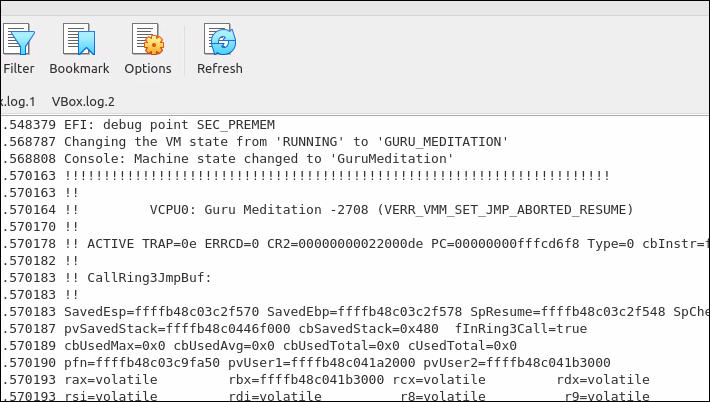 Filter Bookmark Options Refresh
x.log.1 VBox.log.2
.548379 EFI: debug point SEC_PREMEM
.568787 Changing the VM state from 'RUNNING' to 'GURU_MEDITATION'
.568808 Console: Machine state changed to 'GuruMeditation'
.570163 !!!!!!!!!!!!!!!!!!!!!!!!!!!!!!!!!!!!!!!!!!!!!!!!!!!!!!!!!!!!!!!!!!!!!!
.570163 !!
.570164 !! VCPU0: Guru Meditation -2708 (VERR_VMM_SET_JMP_ABORTED_RESUME)
.570170 !!
.570178 !! ACTIVE TRAP=0e ERRCD=0 CR2=00000000022000de PC=00000000fffcd6f8 Type=0 cbInstr=f
.570182 !!
.570183 !! CallRing3JmpBuf:
.570183 !!
.570183 SavedEsp=ffffb48c03c2f570 SavedEbp=ffffb48c03c2f578 SpResume=ffffb48c03c2f548 SpChe
.570187 pvSavedStack=ffffb48c0446f000 cbSavedStack=0x480 fInRing3Call=true
.570189 cbUsedMax=0x0 cbUsedAvg=0x0 cbUsedTotal=0x0 cUsedTotal=0x0
.570190 pfn=ffffb48c03c9fa50 pvUser1=ffffb48c041a2000 pvUser2=ffffb48c041b3000
.570193 rax=volatile rbx=ffffb48c041b3000 rcx=volatile rdx=volatile
.570193 rsi=volatile rdi=volatile r8=volatile r9=volatile